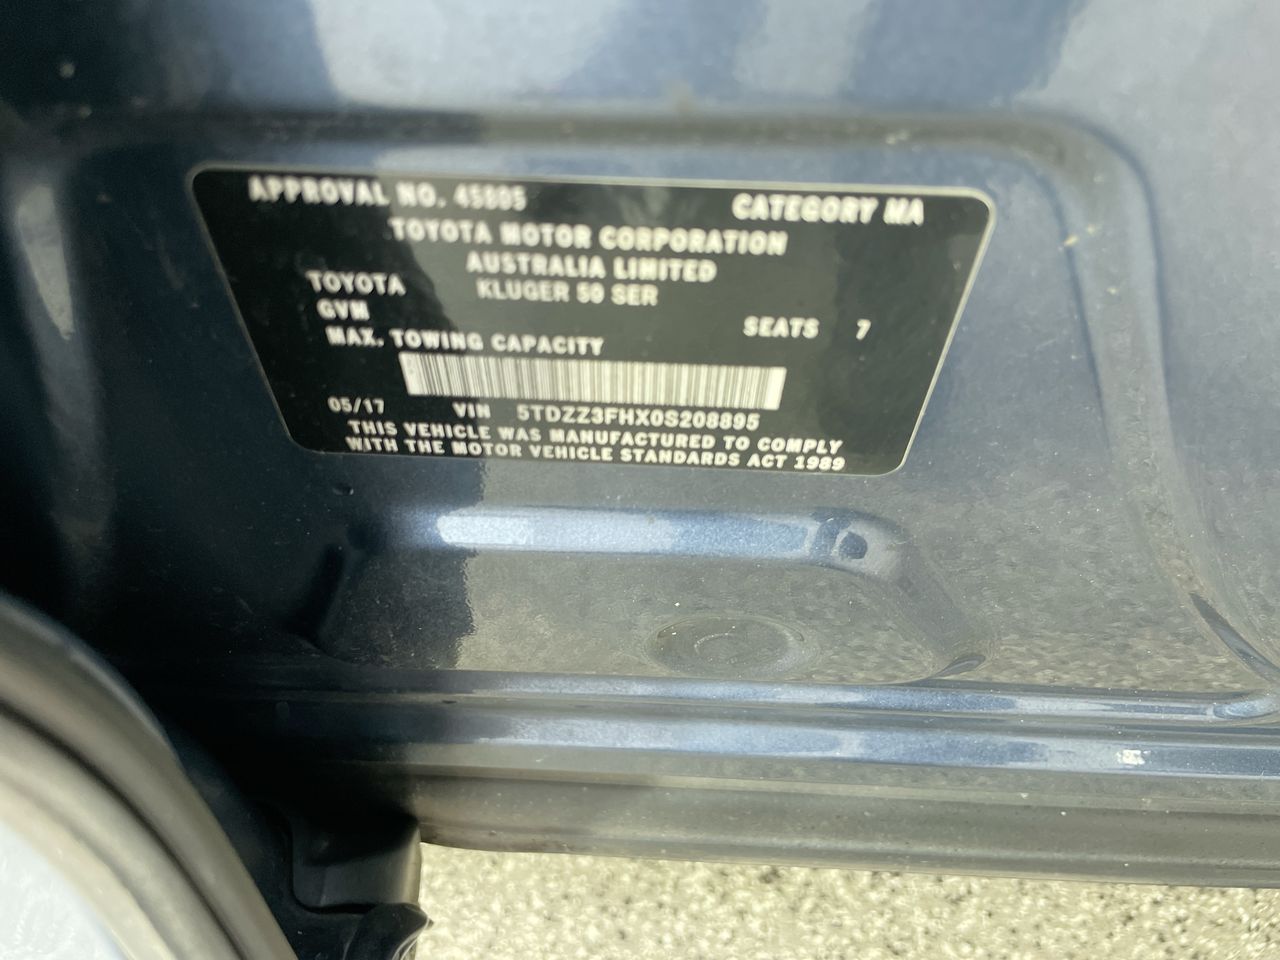 APPROVAL NO. 45805
CATEGORY MA
TOYOTA MOTOR CORPORATION
AUSTRALIA LIMITED
TOYOTA KLUGER 50 SER
GVM SEATS 7
MAX. TOWING CAPACITY
05/17 VIN 5TDZZ3FHX0S208895
THIS VEHICLE WAS MANUFACTURED TO COMPLY
WITH THE MOTOR VEHICLE STANDARDS ACT 1989